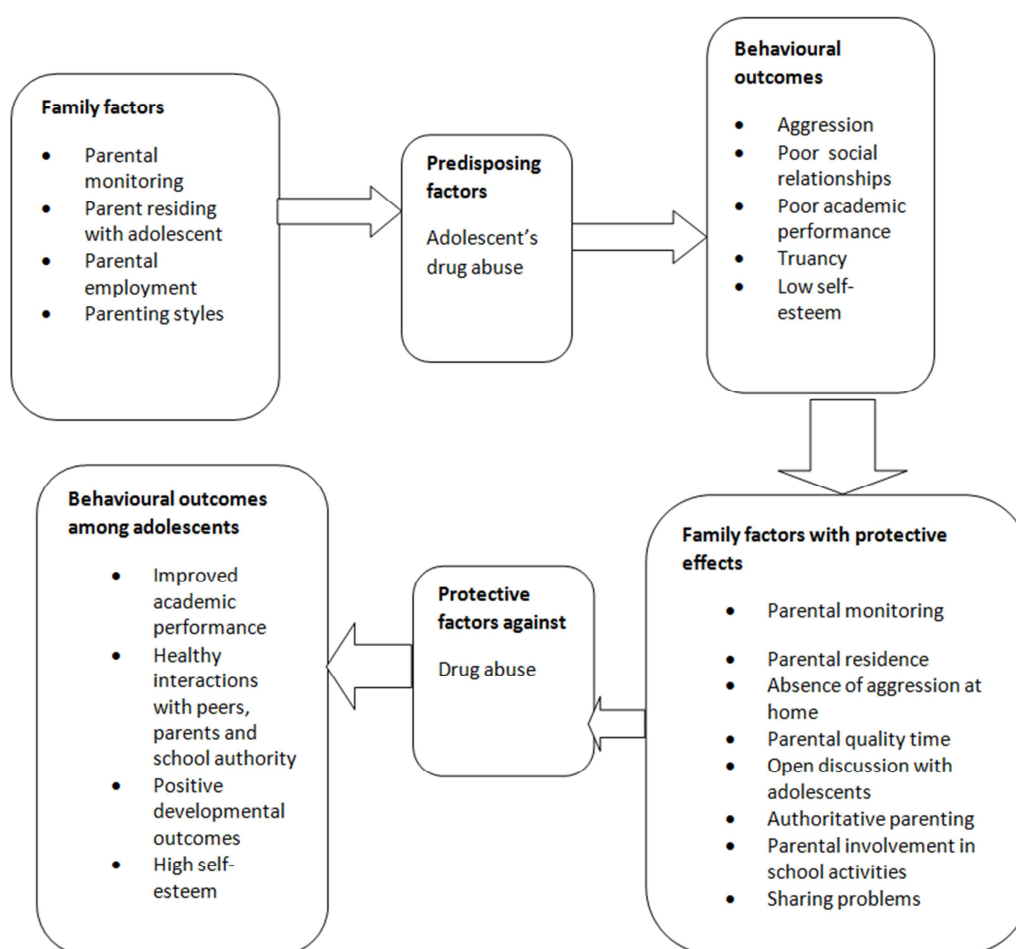 Family factors
• Parental
monitoring
• Parent residing
with adolescent
• Parental
employment
• Parenting styles
Predisposing
factors
Adolescent’s
drug abuse
Behavioural
outcomes
• Aggression
• Poor social
relationships
• Poor academic
performance
• Truancy
• Low self-
esteem
Family factors with protective
effects
• Parental monitoring
• Parental residence
• Absence of aggression at
home
• Parental quality time
• Open discussion with
adolescents
• Authoritative parenting
• Parental involvement in
school activities
• Sharing problems
Protective
factors against
Drug abuse
Behavioural outcomes
among adolescents
• Improved
academic
performance
• Healthy
interactions
with peers,
parents and
school authority
• Positive
developmental
outcomes
• High self-
esteem